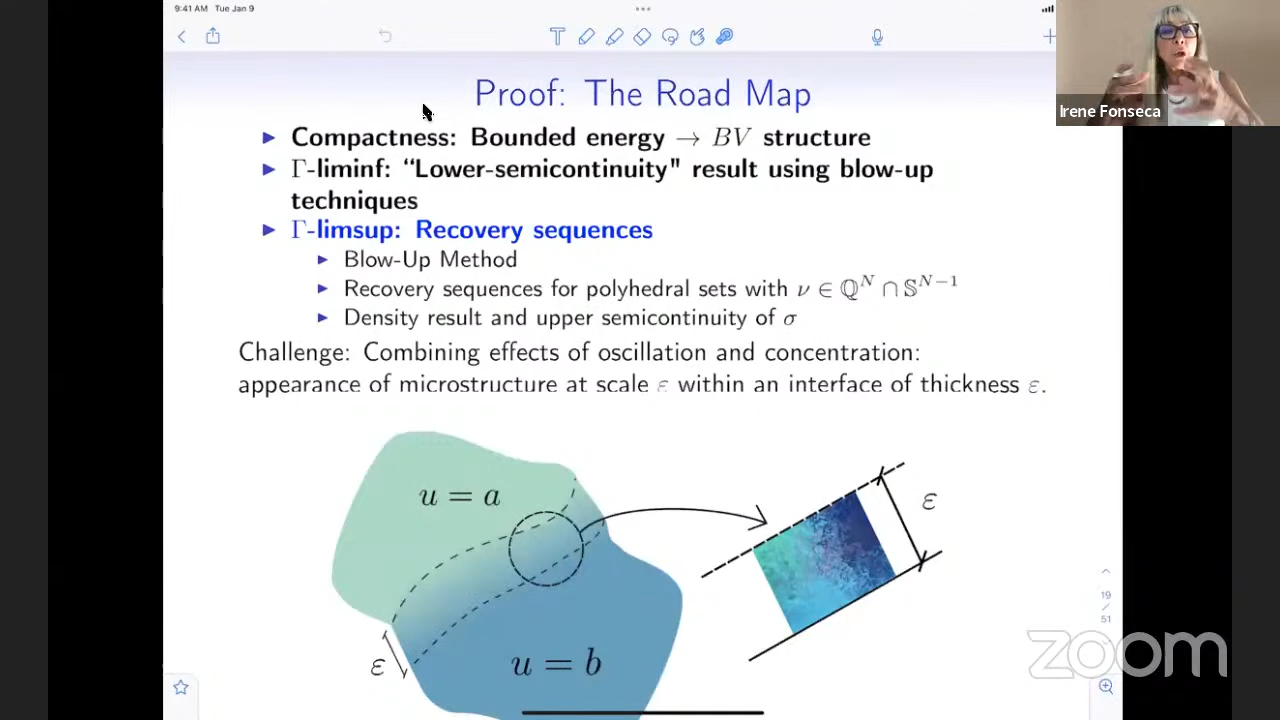 9:41 AM Tue Jan 9
Proof: The Road Map
Irene Fonseca
▶ Compactness: Bounded energy → BV structure
▶ Γ-liminf: “Lower-semicontinuity" result using blow-up
techniques
▶ Γ-limsup: Recovery sequences
▶ Blow-Up Method
▶ Recovery sequences for polyhedral sets with ν ∈ ℚ^N ∩ 𝕊^{N−1}
▶ Density result and upper semicontinuity of σ
Challenge: Combining effects of oscillation and concentration:
appearance of microstructure at scale ε within an interface of thickness ε.
u = a
ε
19
/
51
ε
u = b
zoom